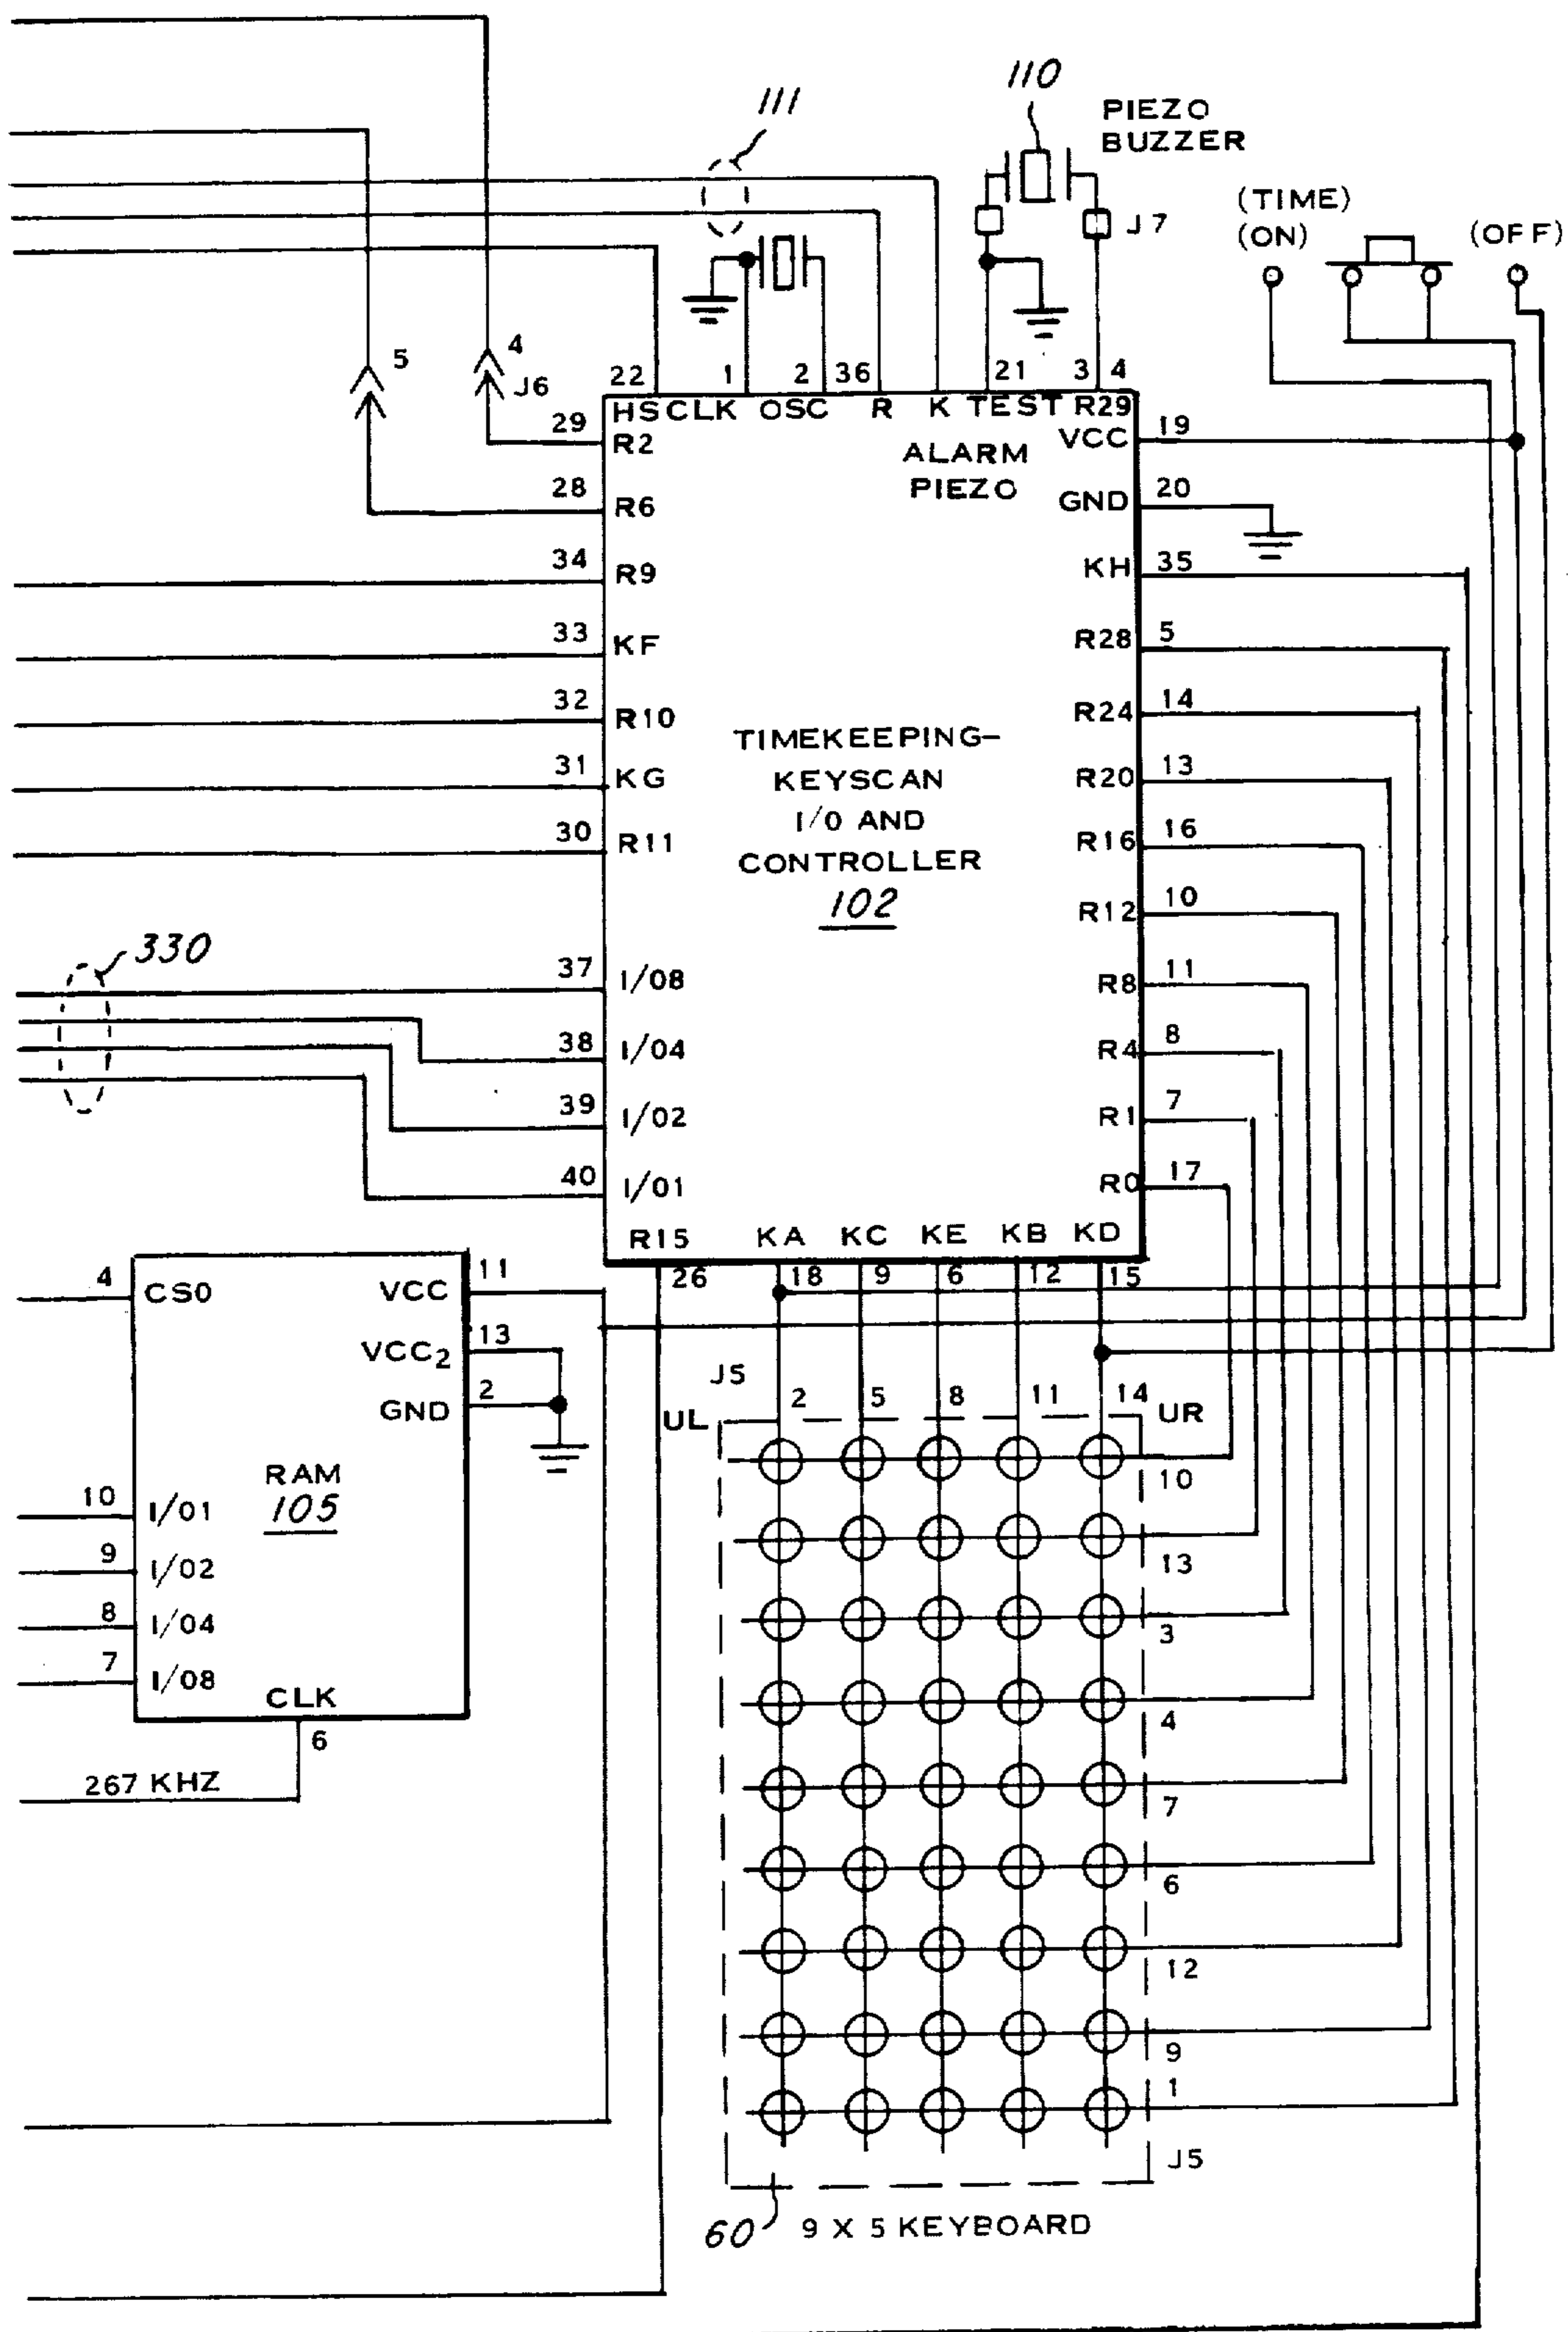 110
111
PIEZO
BUZZER
(TIME)
(ON)
(OFF)
J7
5
4
J6
22
1
2
36
21
3
4
HS
CLK
OSC
R
K
TEST
R29
29
R2
VCC
19
ALARM
PIEZO
28
R6
GND
20
34
R9
KH
35
33
KF
R28
5
32
R10
R24
14
TIMEKEEPING-
KEYSCAN
I/O AND
CONTROLLER
102
31
KG
R20
13
30
R11
R16
16
R12
10
330
37
I/08
R8
11
38
I/04
R4
8
39
I/02
R1
7
40
I/01
R0
17
R15
KA
KC
KE
KB
KD
26
18
9
6
12
15
4
CS0
VCC
11
VCC2
13
GND
2
J5
2
5
8
11
14
UL
UR
RAM
105
10
I/01
9
I/02
8
I/04
7
I/08
CLK
6
267 KHZ
10
13
3
4
7
6
12
9
1
J5
60
9 X 5 KEYBOARD